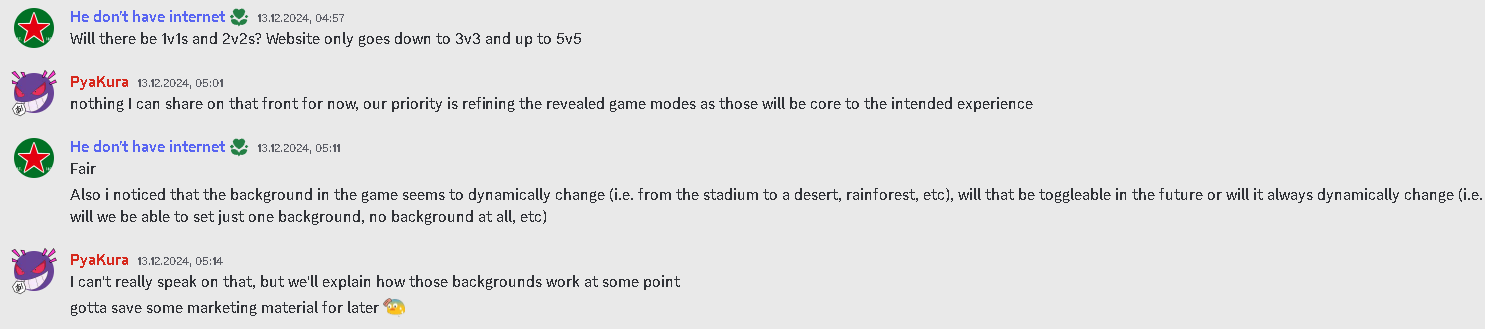 He don't have internet 13.12.2024, 04:57
Will there be 1v1s and 2v2s? Website only goes down to 3v3 and up to 5v5
PyaKura 13.12.2024, 05:01
nothing I can share on that front for now, our priority is refining the revealed game modes as those will be core to the intended experience
He don't have internet 13.12.2024, 05:11
Fair
Also i noticed that the background in the game seems to dynamically change (i.e. from the stadium to a desert, rainforest, etc), will that be toggleable in the future or will it always dynamically change (i.e.
will we be able to set just one background, no background at all, etc)
PyaKura 13.12.2024, 05:14
I can't really speak on that, but we'll explain how those backgrounds work at some point
gotta save some marketing material for later